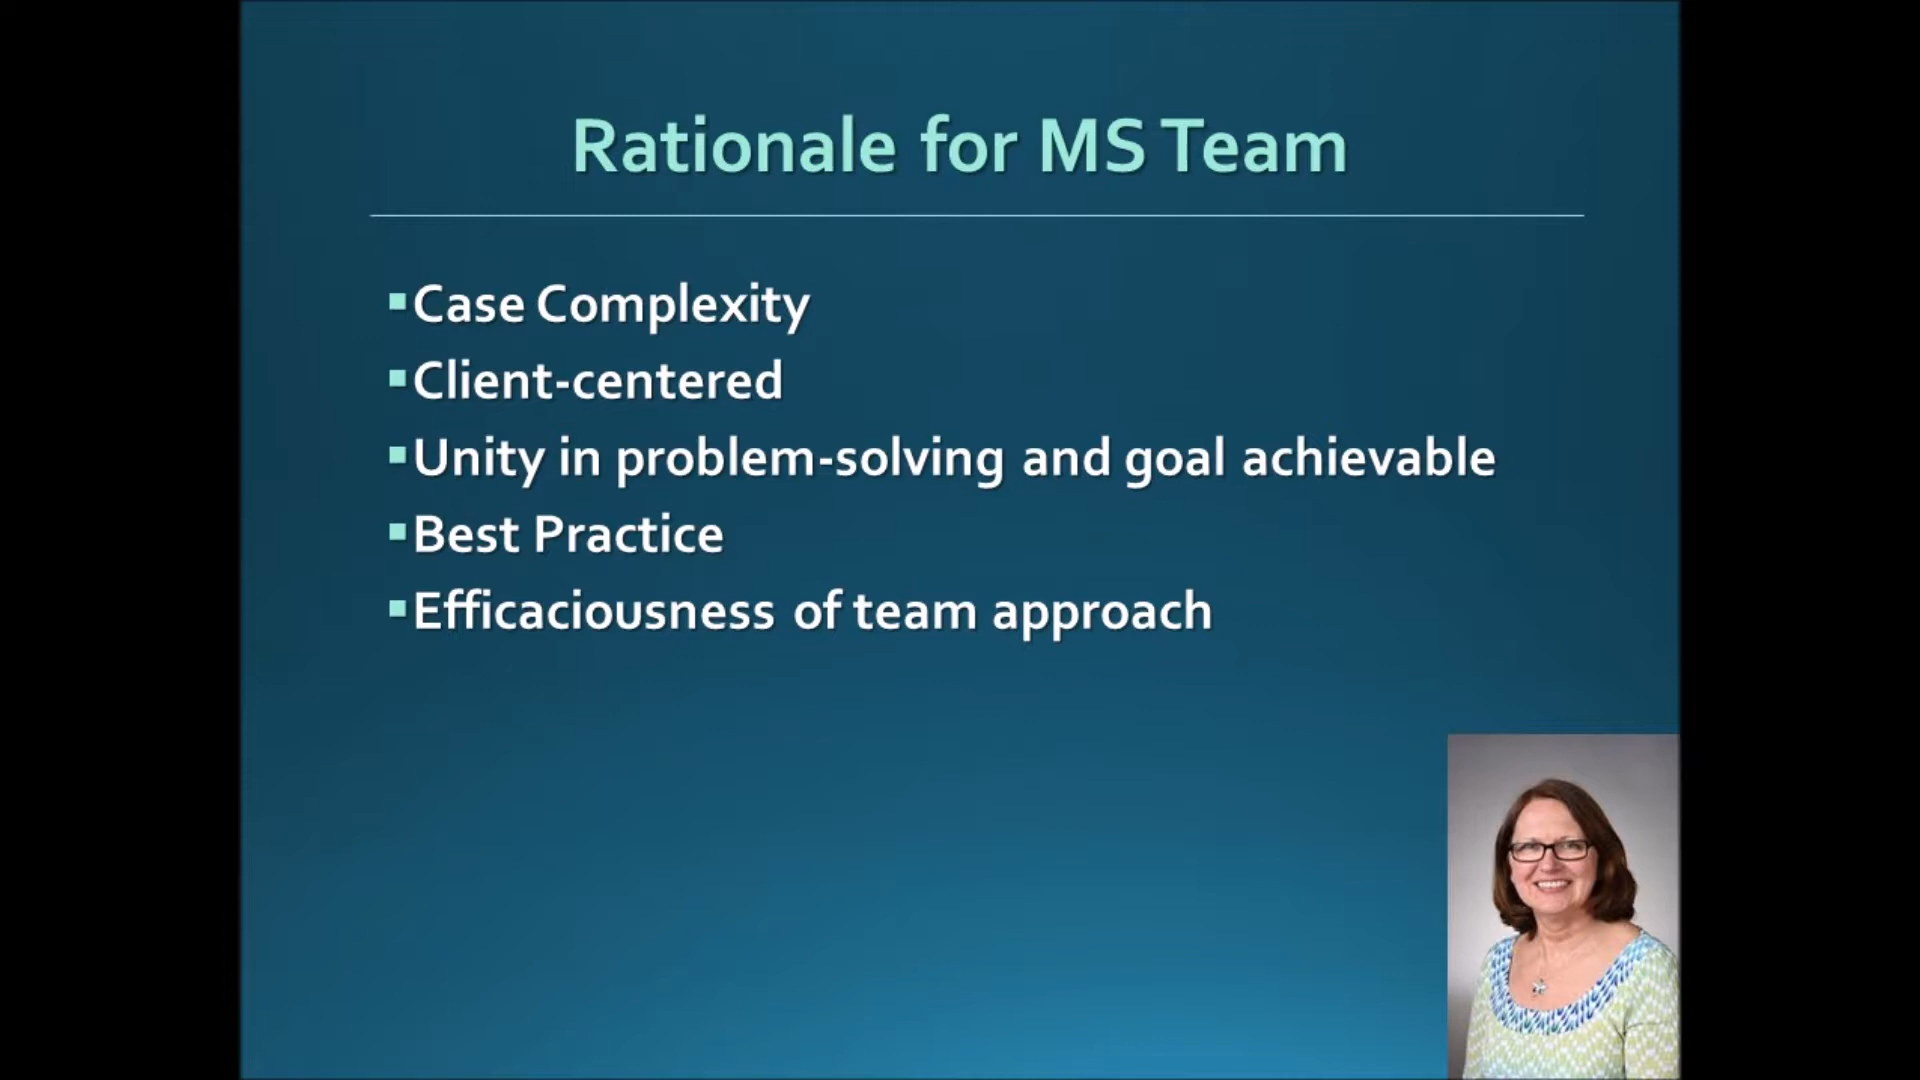 Rationale for MS Team
▪Case Complexity
▪Client-centered
▪Unity in problem-solving and goal achievable
▪Best Practice
▪Efficaciousness of team approach